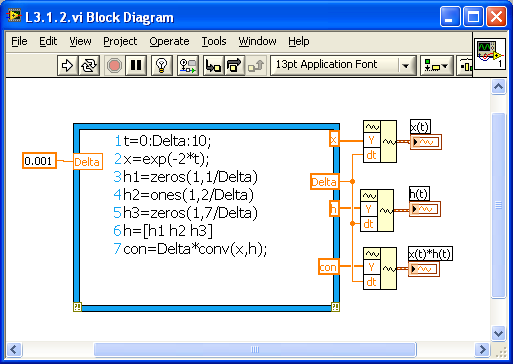 L3.1.2.vi Block Diagram
File Edit View Project Operate Tools Window Help
13pt Application Font
1
0.001
Delta
1 t=0:Delta:10;
2 x=exp(-2*t);
3 h1=zeros(1,1/Delta)
4 h2=ones(1,2/Delta)
5 h3=zeros(1,7/Delta)
6 h=[h1 h2 h3]
7 con=Delta*conv(x,h);
x
Delta
h
con
Y
dt
x(t)
Y
dt
h(t)
Y
dt
x(t)*h(t)